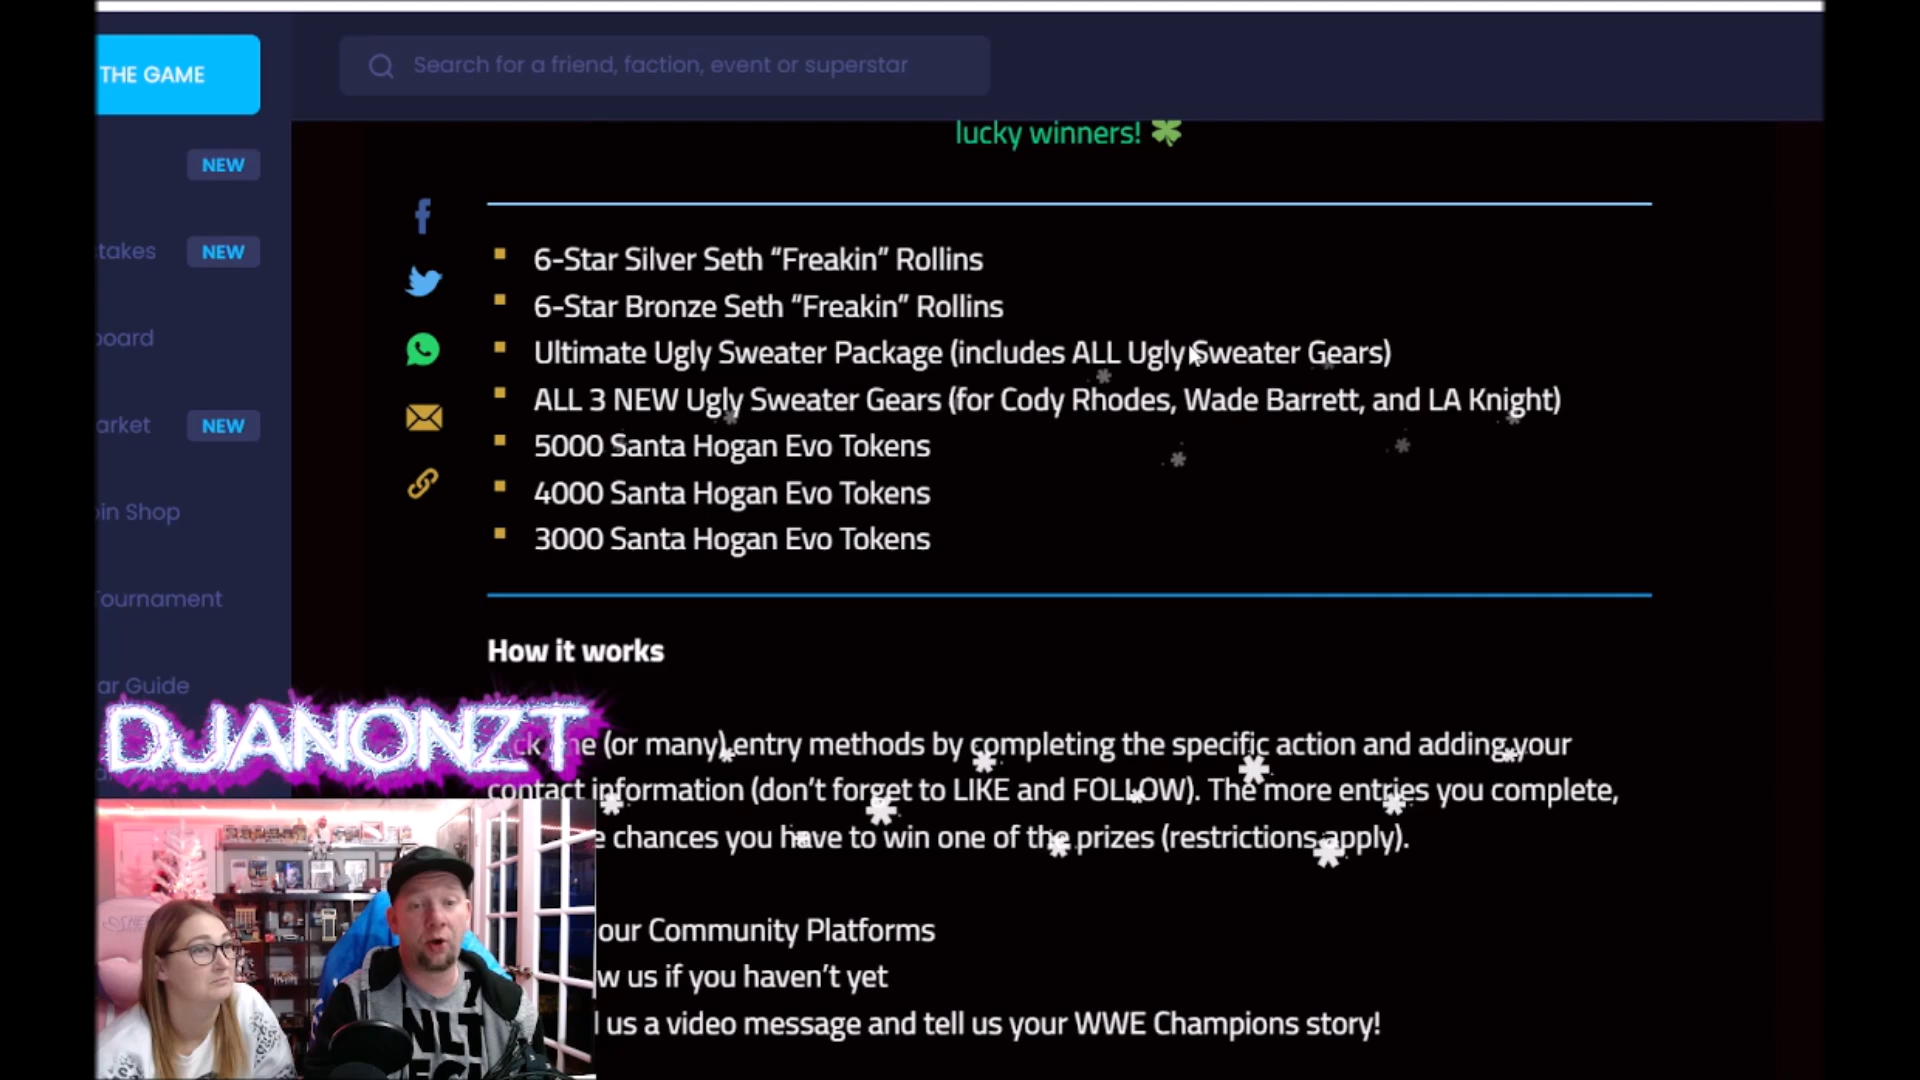 THE GAME
Search for a friend, faction, event or superstar
lucky winners!
NEW
takes NEW
board
arket NEW
in Shop
Tournament
ar Guide
6-Star Silver Seth “Freakin” Rollins
6-Star Bronze Seth “Freakin” Rollins
Ultimate Ugly Sweater Package (includes ALL Ugly Sweater Gears)
ALL 3 NEW Ugly Sweater Gears (for Cody Rhodes, Wade Barrett, and LA Knight)
5000 Santa Hogan Evo Tokens
4000 Santa Hogan Evo Tokens
3000 Santa Hogan Evo Tokens
How it works
(or many) entry methods by completing the specific action and adding your
contact information (don’t forget to LIKE and FOLLOW). The more entries you complete,
chances you have to win one of the prizes (restrictions apply).
our Community Platforms
w us if you haven’t yet
us a video message and tell us your WWE Champions story!
DJANONZT